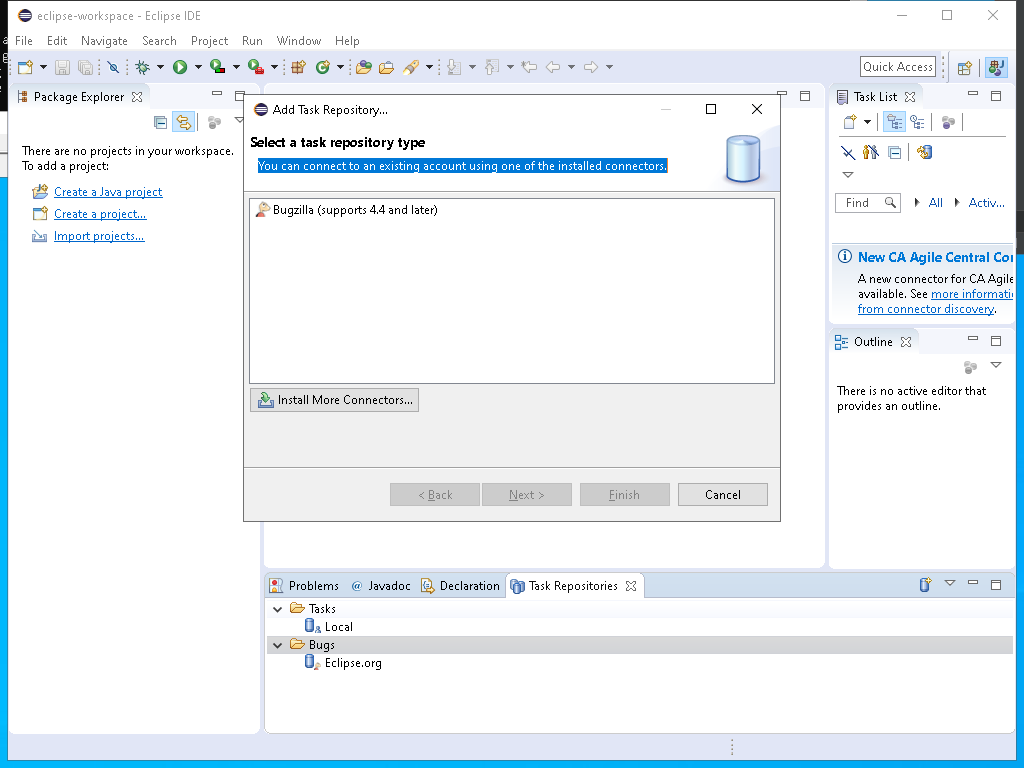 eclipse-workspace - Eclipse IDE
File Edit Navigate Search Project Run Window Help
Quick Access
Package Explorer
There are no projects in your workspace.
To add a project:
Create a Java project
Create a project...
Import projects...
Add Task Repository...
Select a task repository type
You can connect to an existing account using one of the installed connectors.
Bugzilla (supports 4.4 and later)
Install More Connectors...
< Back
Next >
Finish
Cancel
Task List
Find
All
Activ...
New CA Agile Central Co
A new connector for CA Agile
available. See more informati
from connector discovery.
Outline
There is no active editor that
provides an outline.
Problems
@ Javadoc
Declaration
Task Repositories
Tasks
Local
Bugs
Eclipse.org